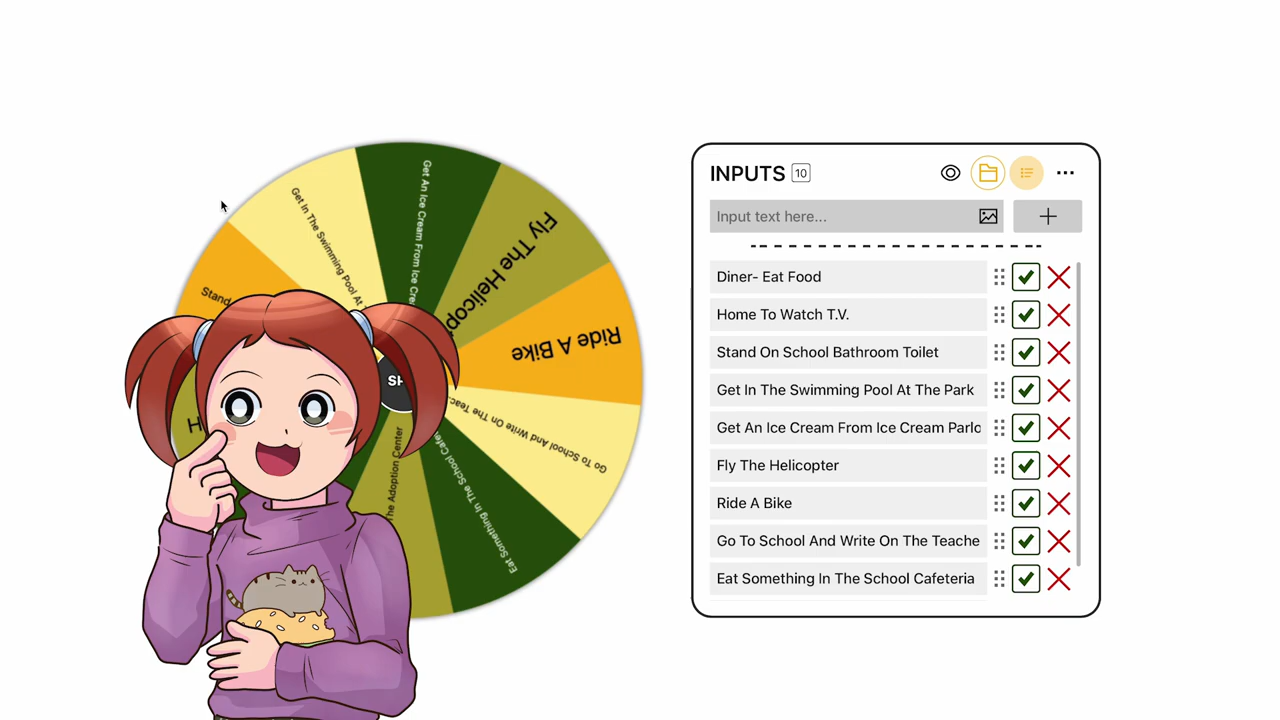 Get An Ice Cream From Ice Crea
Get In The Swimming Pool At
Fly The Helicop
Stand
Ride A Bike
SH
H
Go To School And Write On The Teac...
The Adoption Center
Eat Something In The School Cafe
INPUTS 10
Input text here...
Diner- Eat Food
Home To Watch T.V.
Stand On School Bathroom Toilet
Get In The Swimming Pool At The Park
Get An Ice Cream From Ice Cream Parlo
Fly The Helicopter
Ride A Bike
Go To School And Write On The Teache
Eat Something In The School Cafeteria